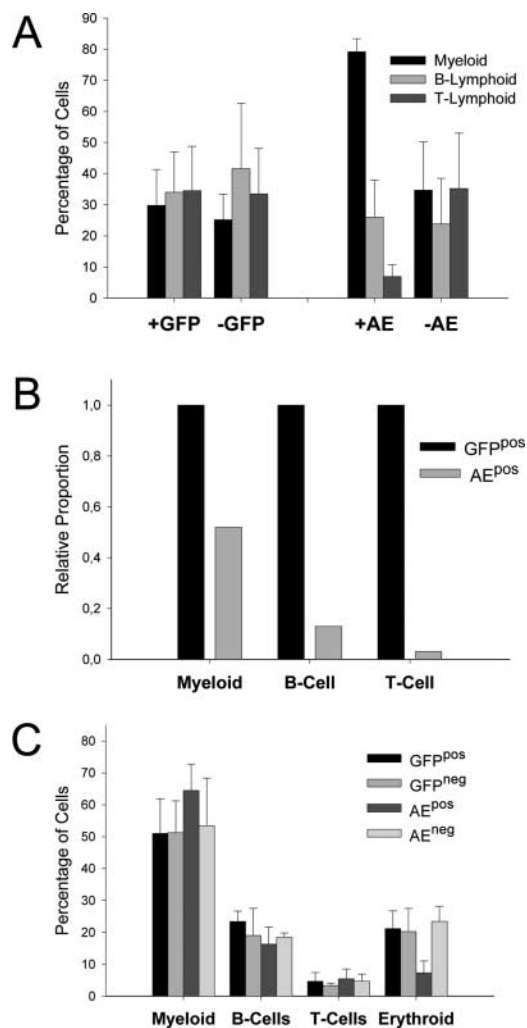 A
Percentage of Cells
90
80
70
60
50
40
30
20
10
0
Myeloid
B-Lymphoid
T-Lymphoid
+GFP -GFP +AE -AE
B
Relative Proportion
1,0
0,8
0,6
0,4
0,2
0,0
GFPpos
AEpos
Myeloid B-Cell T-Cell
C
Percentage of Cells
80
70
60
50
40
30
20
10
0
GFPpos
GFPneg
AEpos
AEneg
Myeloid B-Cells T-Cells Erythroid